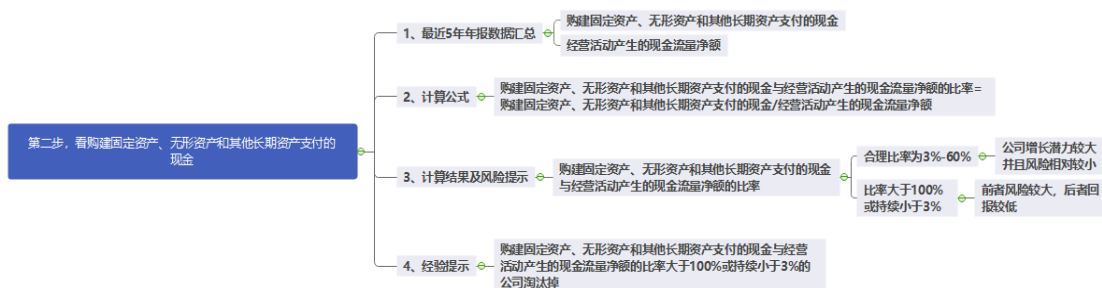 第二步，看购建固定资产、无形资产和其他长期资产支付的
现金
1、最近5年年报数据汇总
购建固定资产、无形资产和其他长期资产支付的现金
经营活动产生的现金流量净额
2、计算公式
购建固定资产、无形资产和其他长期资产支付的现金与经营活动产生的现金流量净额的比率=
购建固定资产、无形资产和其他长期资产支付的现金/经营活动产生的现金流量净额
3、计算结果及风险提示
购建固定资产、无形资产和其他长期资产支付的现金
与经营活动产生的现金流量净额的比率
合理比率为3%-60%
公司增长潜力较大
并且风险相对较小
比率大于100%
或持续小于3%
前者风险较大，后者回
报较低
4、经验提示
购建固定资产、无形资产和其他长期资产支付的现金与经营
活动产生的现金流量净额的比率大于100%或持续小于3%的
公司淘汰掉